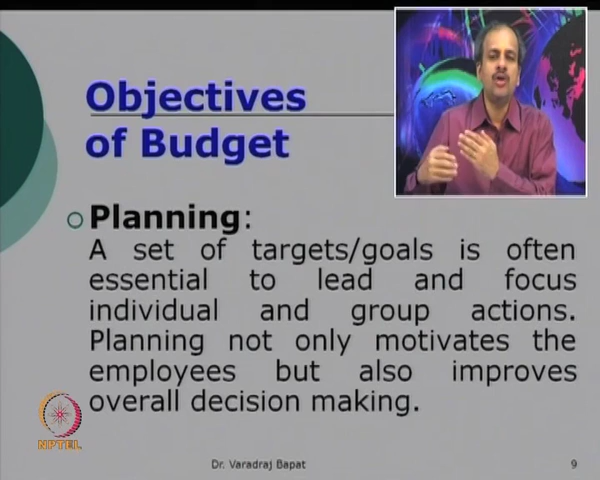 Objectives
of Budget
Planning:
A set of targets/goals is often
essential to lead and focus
individual and group actions.
Planning not only motivates the
employees but also improves
overall decision making.
NPTEL
Dr. Varadraj Bapat
9